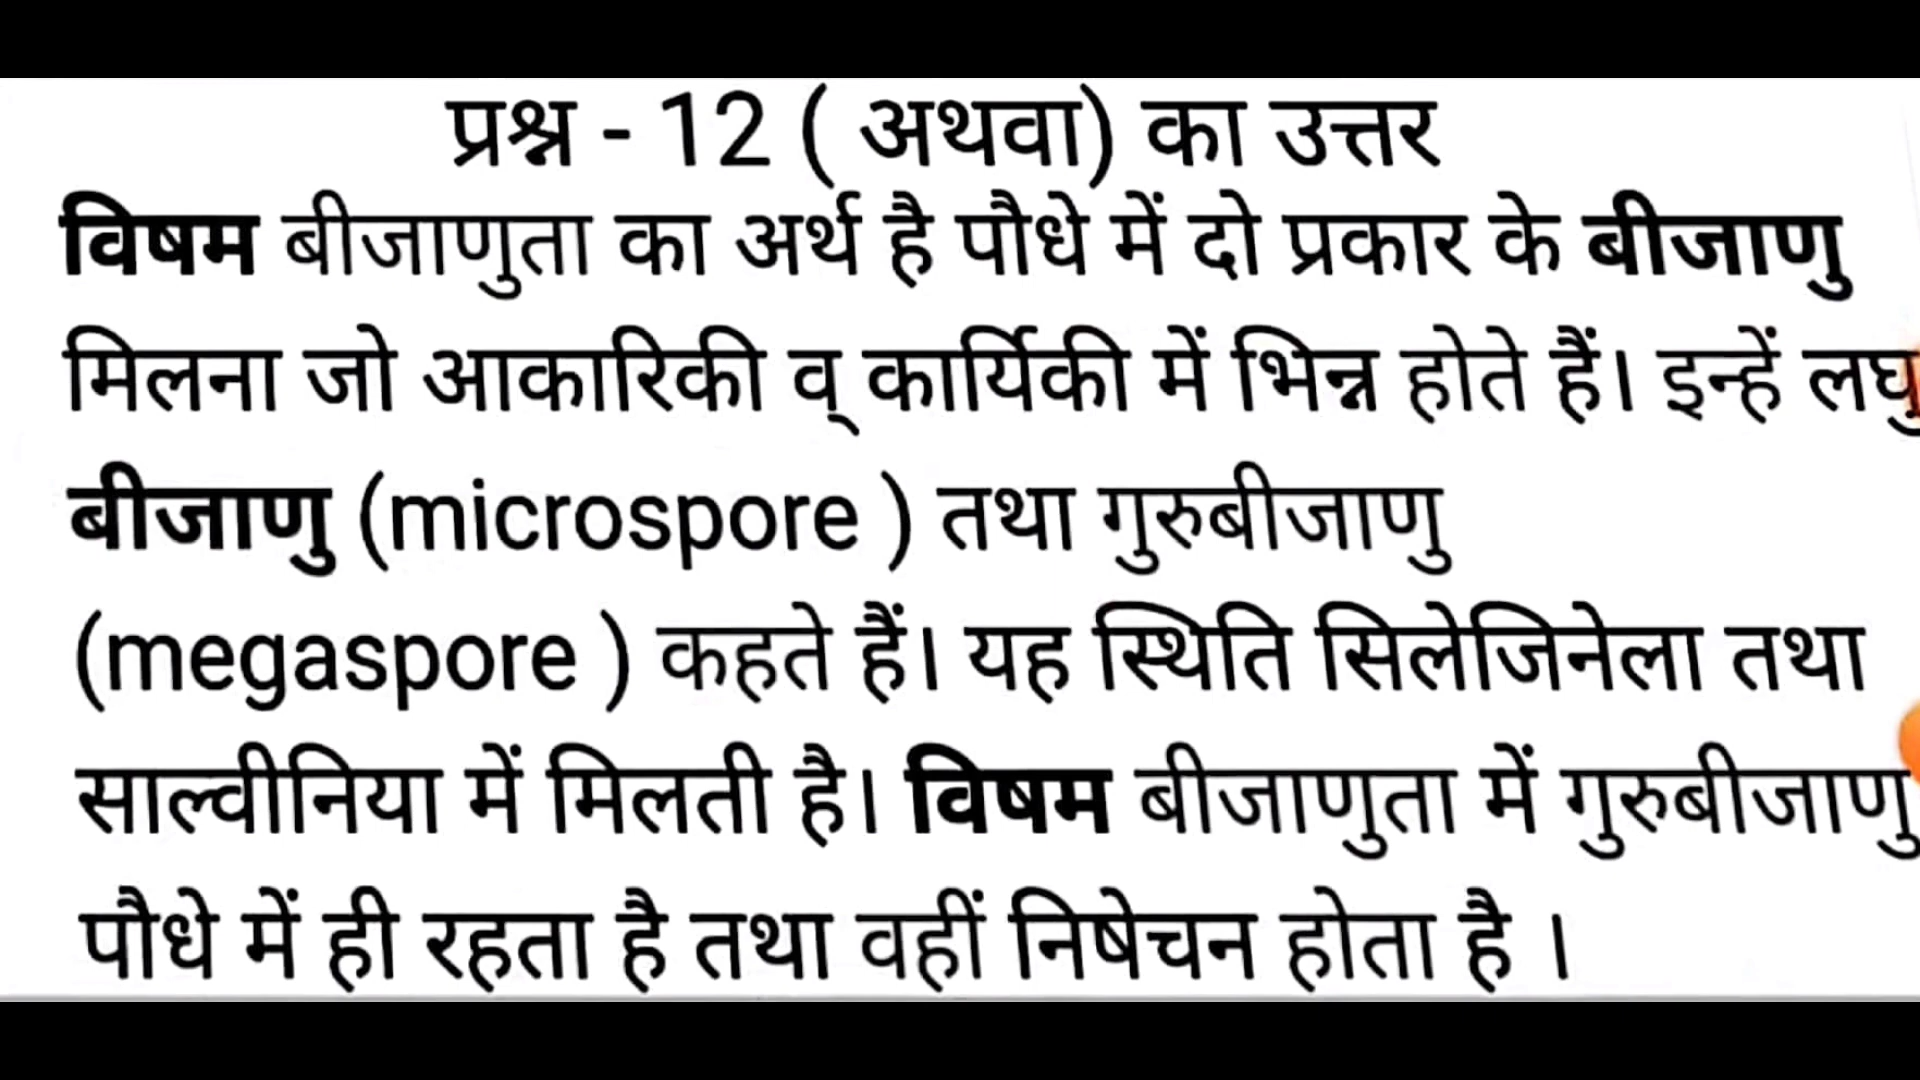 प्रश्न - 12 ( अथवा) का उत्तर
विषम बीजाणुता का अर्थ है पौधे में दो प्रकार के बीजाणु
मिलना जो आकारिकी व् कार्यिकी में भिन्न होते हैं। इन्हें लघु
बीजाणु (microspore ) तथा गुरुबीजाणु
(megaspore ) कहते हैं। यह स्थिति सिलेजिनेला तथा
साल्वीनिया में मिलती है। विषम बीजाणुता में गुरुबीजाणु
पौधे में ही रहता है तथा वहीं निषेचन होता है ।